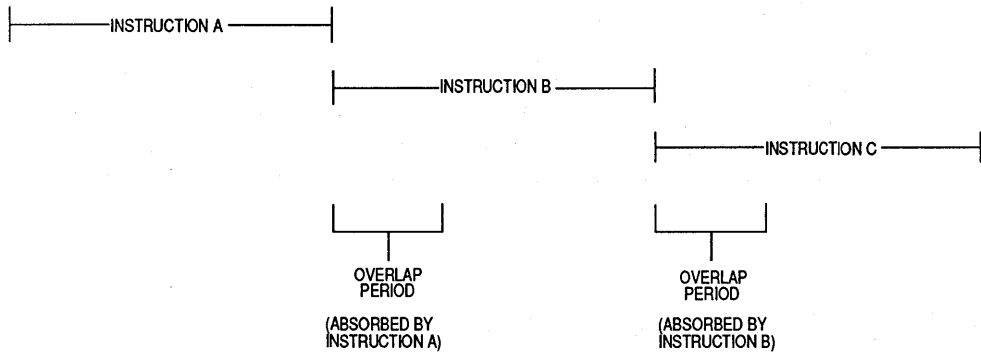 INSTRUCTION A
INSTRUCTION B
INSTRUCTION C
OVERLAP
PERIOD
(ABSORBED BY
INSTRUCTION A)
OVERLAP
PERIOD
(ABSORBED BY
INSTRUCTION B)